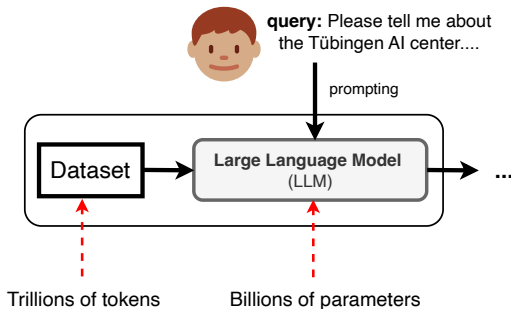 query: Please tell me about
the Tübingen AI center....
prompting
Dataset
Large Language Model
(LLM)
...
Trillions of tokens
Billions of parameters